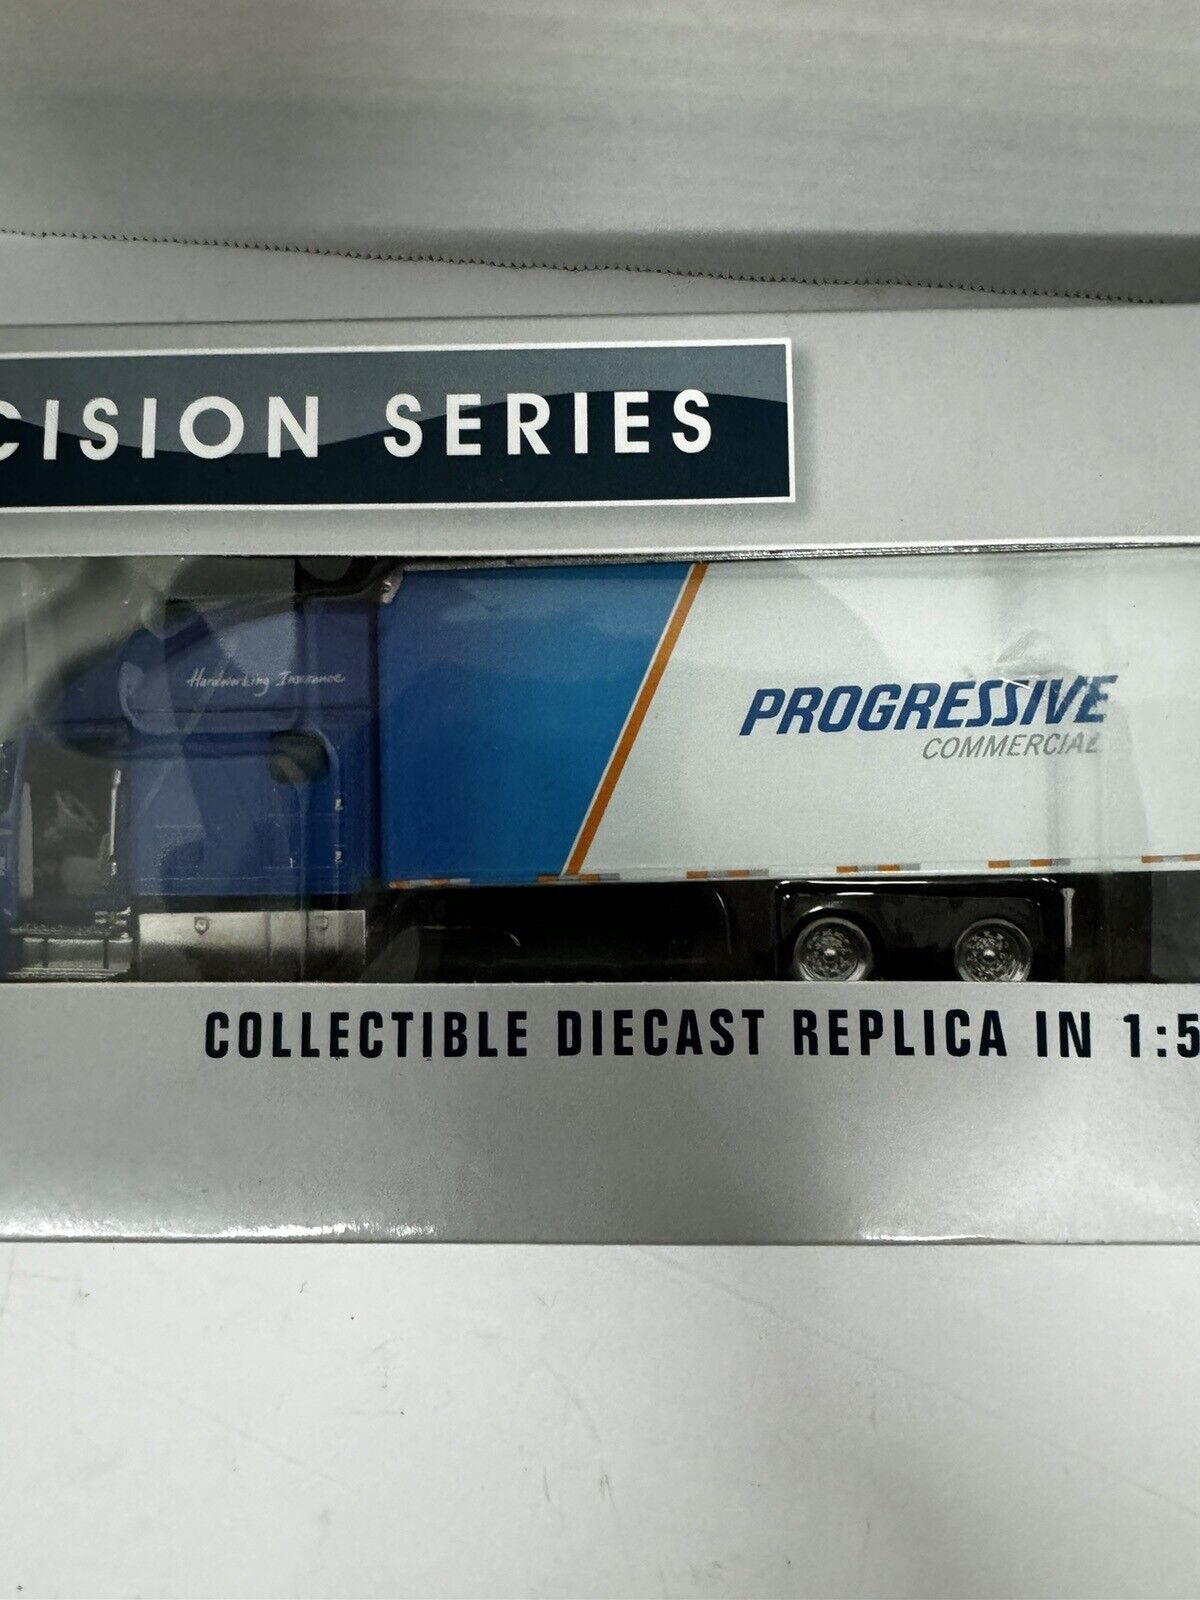 CISION SERIES
Hardworking Insurance
PROGRESSIVE
COMMERCIAL
COLLECTIBLE DIECAST REPLICA IN 1:5